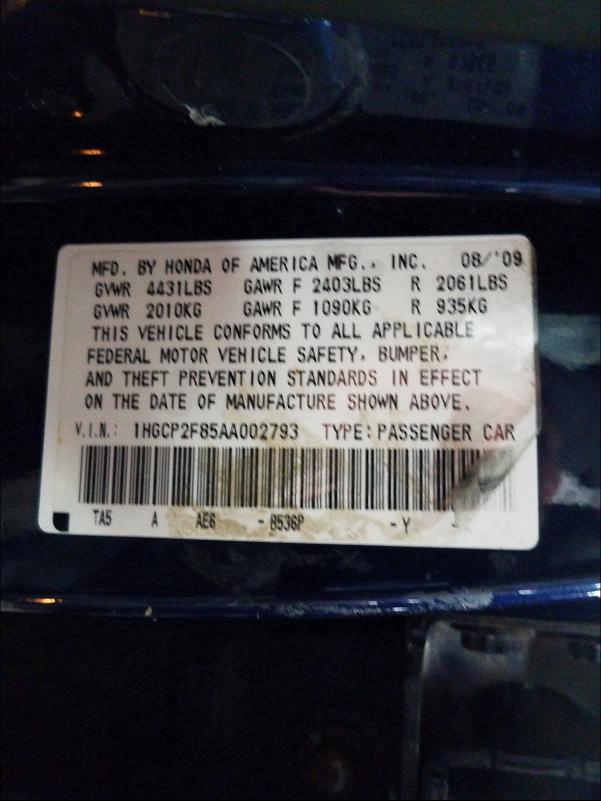 MFD. BY HONDA OF AMERICA MFG., INC. 08/'09
GVWR 4431LBS GAWR F 2403LBS R 2061LBS
GVWR 2010KG GAWR F 1090KG R 935KG
THIS VEHICLE CONFORMS TO ALL APPLICABLE
FEDERAL MOTOR VEHICLE SAFETY, BUMPER,
AND THEFT PREVENTION STANDARDS IN EFFECT
ON THE DATE OF MANUFACTURE SHOWN ABOVE.
V.I.N.: 1HGCP2F85AA002793 TYPE: PASSENGER CAR
TA5 A AE6 - B536P - Y -